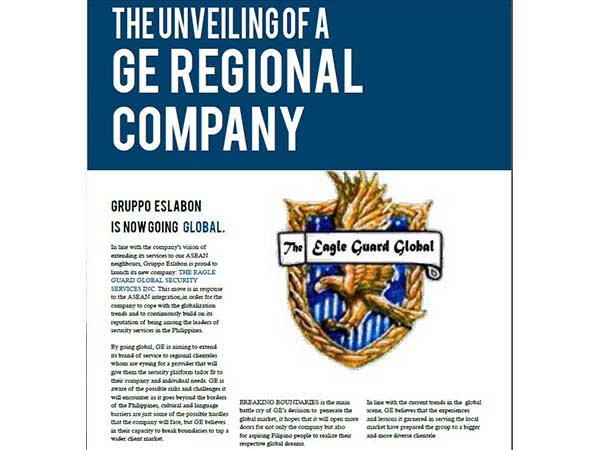 THE UNVEILING OF A
GE REGIONAL
COMPANY
GRUPPO ESLABON
IS NOW GOING GLOBAL.
In line with the company's vision of
extending its services to our ASEAN
neighbours, Gruppo Eslabon is proud to
launch its new company: THE EAGLE
GUARD GLOBAL SECURITY
SERVICES INC. This move is in response
to the ASEAN integration,in order for the
company to cope with the globalization
trends and to continously build on its
reputation of being among the leaders of
security services in the Philippines.
By going global, GE is aiming to extend
its brand of service to regional clienteles
whom are eyeing for a provider that will
give them the security platform tailor fit to
their company and individual needs. GE is
aware of the possible risks and challenges it
will encounter as it goes beyond the borders
of the Philippines, cultural and language
barriers are just some of the possible hurdles
that the company will face, but GE believes
in their capacity to break boundaries to tap a
wider client market.
The Eagle Guard Global
BREAKING BOUNDARIES is the main
battle cry of GE's decision to penerate the
global market, it hopes that it will open more
doors for not only the company but also
for aspiring Filipino people to realize their
respective global dreams.
In line with the current trends in the global
scene, GE believes that the experiences
and lessons it garnered in serving the local
market have prepared the group to a bigger
and more diverse clientele.